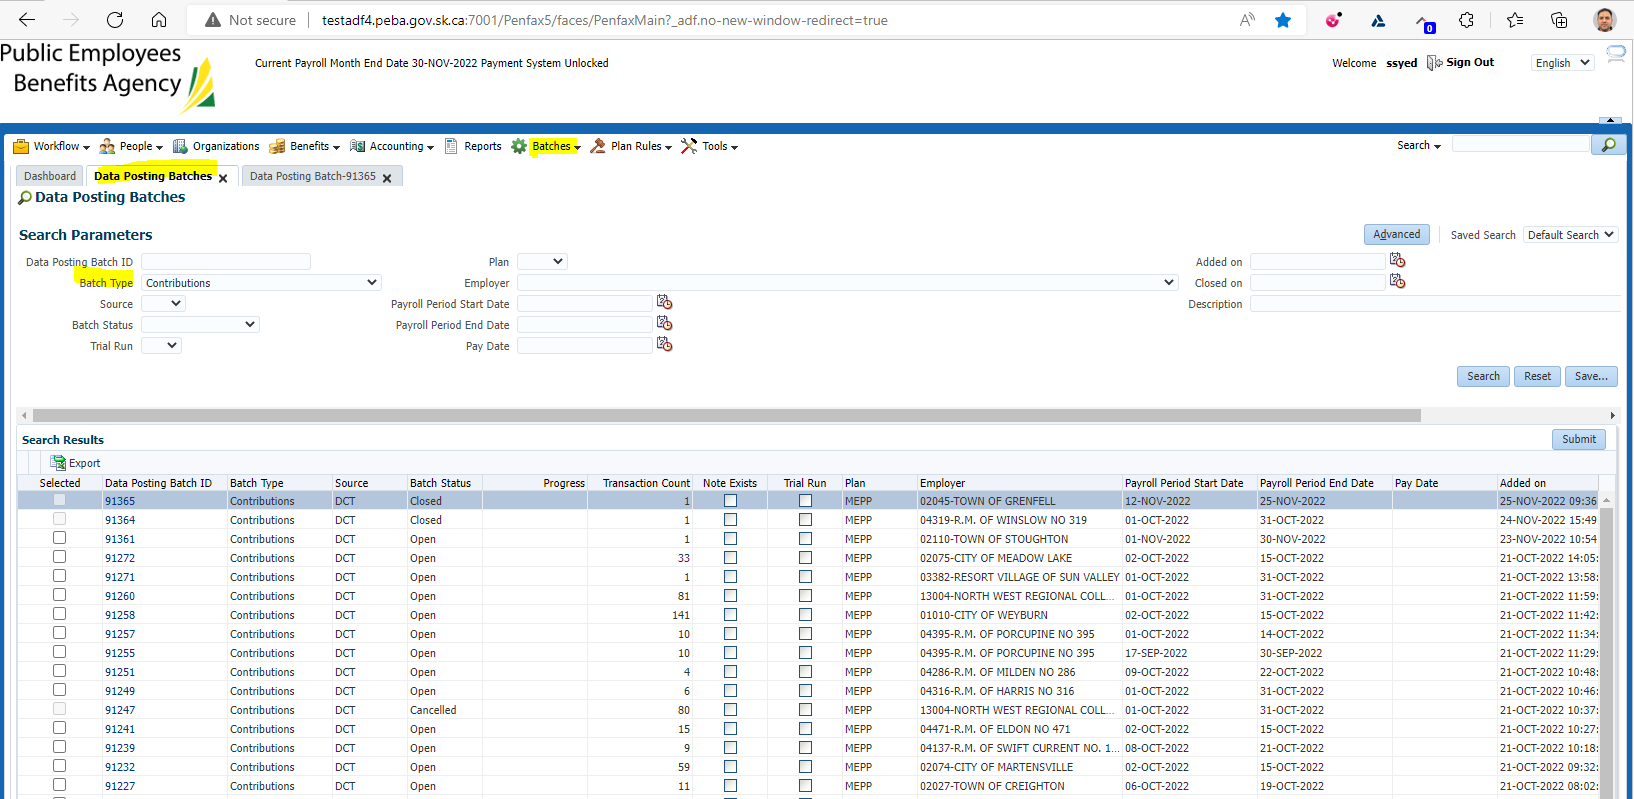 Not secure testadf4.peba.gov.sk.ca:7001/Penfax5/faces/PenfaxMain?_adf.no-new-window-redirect=true
0
Public Employees
Benefits Agency
Current Payroll Month End Date 30-NOV-2022 Payment System Unlocked
Welcome ssyed Sign Out English
Workflow People Organizations Benefits Accounting Reports Batches Plan Rules Tools Search
Dashboard Data Posting Batches Data Posting Batch-91365
Data Posting Batches
Search Parameters
Advanced Saved Search Default Search
Data Posting Batch ID Plan Added on
Batch Type Contributions Employer Closed on
Source Payroll Period Start Date Description
Batch Status Payroll Period End Date
Trial Run Pay Date
Search Reset Save...
Search Results Submit
Export
Selected Data Posting Batch ID Batch Type Source Batch Status Progress Transaction Count Note Exists Trial Run Plan Employer Payroll Period Start Date Payroll Period End Date Pay Date Added on
91365 Contributions DCT Closed 1 MEPP 02045-TOWN OF GRENFELL 12-NOV-2022 25-NOV-2022 25-NOV-2022 09:36
91364 Contributions DCT Closed 1 MEPP 04319-R.M. OF WINSLOW NO 319 01-OCT-2022 31-OCT-2022 24-NOV-2022 15:49
91361 Contributions DCT Open 1 MEPP 02110-TOWN OF STOUGHTON 01-NOV-2022 30-NOV-2022 23-NOV-2022 10:54
91272 Contributions DCT Open 33 MEPP 02075-CITY OF MEADOW LAKE 02-OCT-2022 15-OCT-2022 21-OCT-2022 14:05:
91271 Contributions DCT Open 1 MEPP 03382-RESORT VILLAGE OF SUN VALLEY 01-OCT-2022 31-OCT-2022 21-OCT-2022 13:58:
91260 Contributions DCT Open 81 MEPP 13004-NORTH WEST REGIONAL COLL... 01-OCT-2022 31-OCT-2022 21-OCT-2022 11:59:
91258 Contributions DCT Open 141 MEPP 01010-CITY OF WEYBURN 02-OCT-2022 15-OCT-2022 21-OCT-2022 11:42:
91257 Contributions DCT Open 10 MEPP 04395-R.M. OF PORCUPINE NO 395 01-OCT-2022 14-OCT-2022 21-OCT-2022 11:34:
91255 Contributions DCT Open 10 MEPP 04395-R.M. OF PORCUPINE NO 395 17-SEP-2022 30-SEP-2022 21-OCT-2022 11:29:
91251 Contributions DCT Open 4 MEPP 04286-R.M. OF MILDEN NO 286 09-OCT-2022 22-OCT-2022 21-OCT-2022 10:48:
91249 Contributions DCT Open 6 MEPP 04316-R.M. OF HARRIS NO 316 01-OCT-2022 31-OCT-2022 21-OCT-2022 10:46:
91247 Contributions DCT Cancelled 80 MEPP 13004-NORTH WEST REGIONAL COLL... 01-OCT-2022 31-OCT-2022 21-OCT-2022 10:37:
91241 Contributions DCT Open 15 MEPP 04471-R.M. OF ELDON NO 471 02-OCT-2022 15-OCT-2022 21-OCT-2022 10:27:
91239 Contributions DCT Open 9 MEPP 04137-R.M. OF SWIFT CURRENT NO. 1... 08-OCT-2022 21-OCT-2022 21-OCT-2022 10:18:
91232 Contributions DCT Open 59 MEPP 02074-CITY OF MARTENSVILLE 02-OCT-2022 15-OCT-2022 21-OCT-2022 09:32:
91227 Contributions DCT Open 11 MEPP 02027-TOWN OF CREIGHTON 06-OCT-2022 19-OCT-2022 21-OCT-2022 08:02: